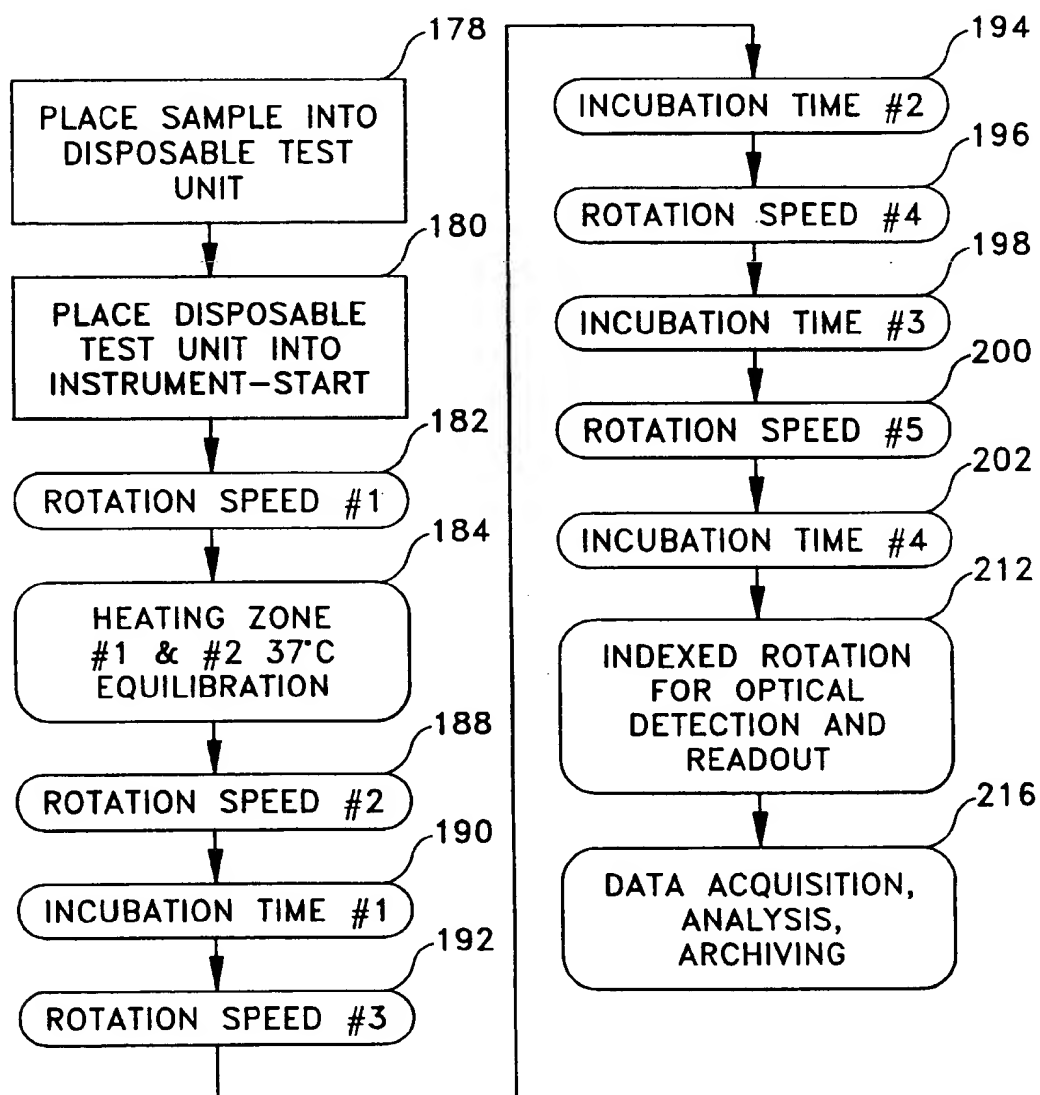 178
PLACE SAMPLE INTO
DISPOSABLE TEST
UNIT
180
PLACE DISPOSABLE
TEST UNIT INTO
INSTRUMENT-START
182
ROTATION SPEED #1
184
HEATING ZONE
#1 & #2 37°C
EQUILIBRATION
188
ROTATION SPEED #2
190
INCUBATION TIME #1
192
ROTATION SPEED #3
194
INCUBATION TIME #2
196
ROTATION SPEED #4
198
INCUBATION TIME #3
200
ROTATION SPEED #5
202
INCUBATION TIME #4
212
INDEXED ROTATION
FOR OPTICAL
DETECTION AND
READOUT
216
DATA ACQUISITION,
ANALYSIS,
ARCHIVING